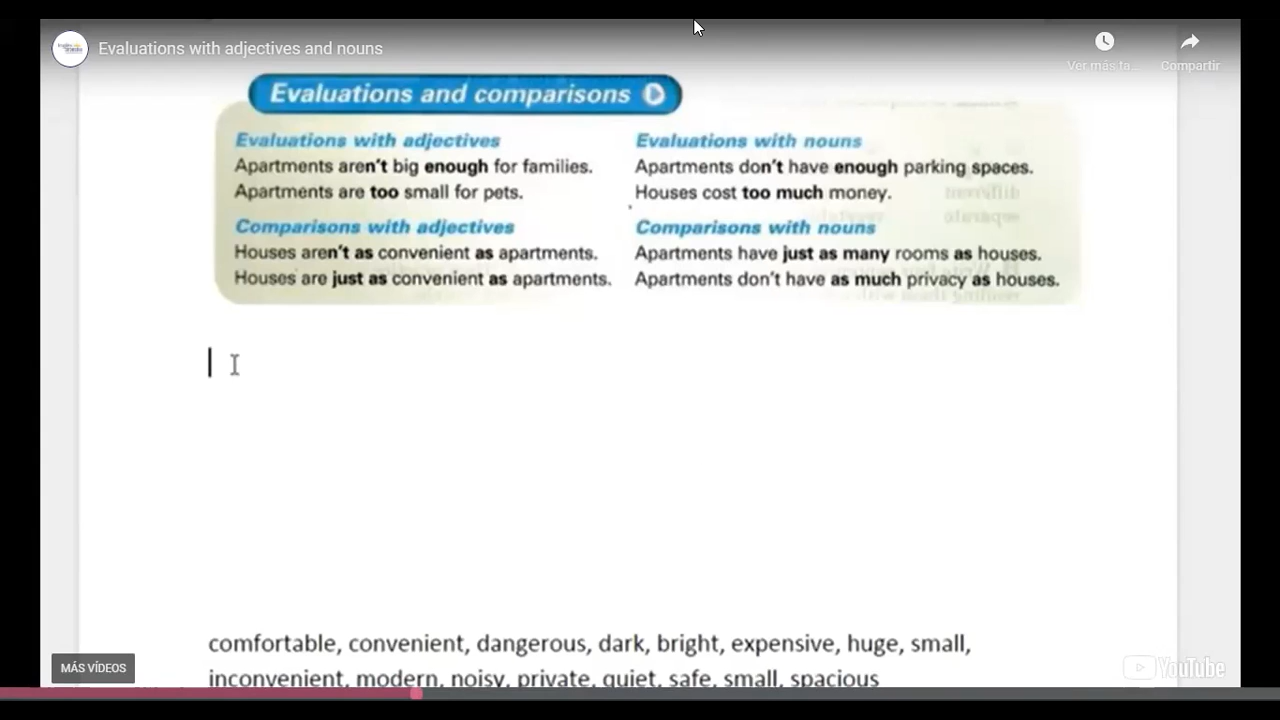 Evaluations with adjectives and nouns
Ver más ta...
Compartir
Evaluations and comparisons
Evaluations with adjectives
Apartments aren't big enough for families.
Apartments are too small for pets.
Comparisons with adjectives
Houses aren't as convenient as apartments.
Houses are just as convenient as apartments.
Evaluations with nouns
Apartments don't have enough parking spaces.
Houses cost too much money.
Comparisons with nouns
Apartments have just as many rooms as houses.
Apartments don't have as much privacy as houses.
comfortable, convenient, dangerous, dark, bright, expensive, huge, small,
inconvenient, modern, noisy, private, quiet, safe, small, spacious
MÁS VÍDEOS
YouTube